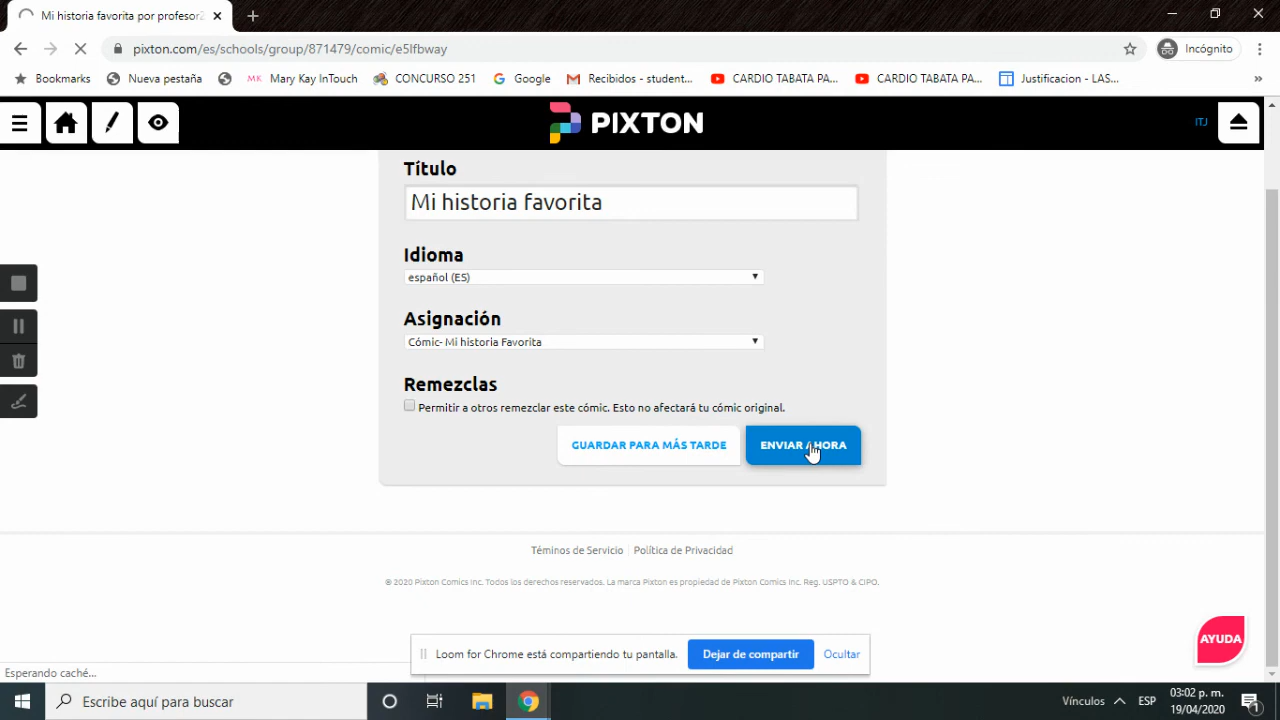 Mi historia favorita por profesor2
pixton.com/es/schools/group/871479/comic/e5lfbway
Incógnito
Bookmarks
Nueva pestaña
MK Mary Kay InTouch
CONCURSO 251
Google
Recibidos - student...
CARDIO TABATA PA...
CARDIO TABATA PA...
Justificacion - LAS...
PIXTON
ITJ
Título
Mi historia favorita
Idioma
español (ES)
Asignación
Cómic- Mi historia Favorita
Remezclas
Permitir a otros remezclar este cómic. Esto no afectará tu cómic original.
GUARDAR PARA MÁS TARDE
ENVIAR AHORA
Téminos de Servicio
Política de Privacidad
© 2020 Pixton Comics Inc. Todos los derechos reservados. La marca Pixton es propiedad de Pixton Comics Inc. Reg. USPTO & CIPO.
AYUDA
Loom for Chrome está compartiendo tu pantalla.
Dejar de compartir
Ocultar
Esperando caché...
Escribe aquí para buscar
Vínculos
ESP
03:02 p. m.
19/04/2020
1